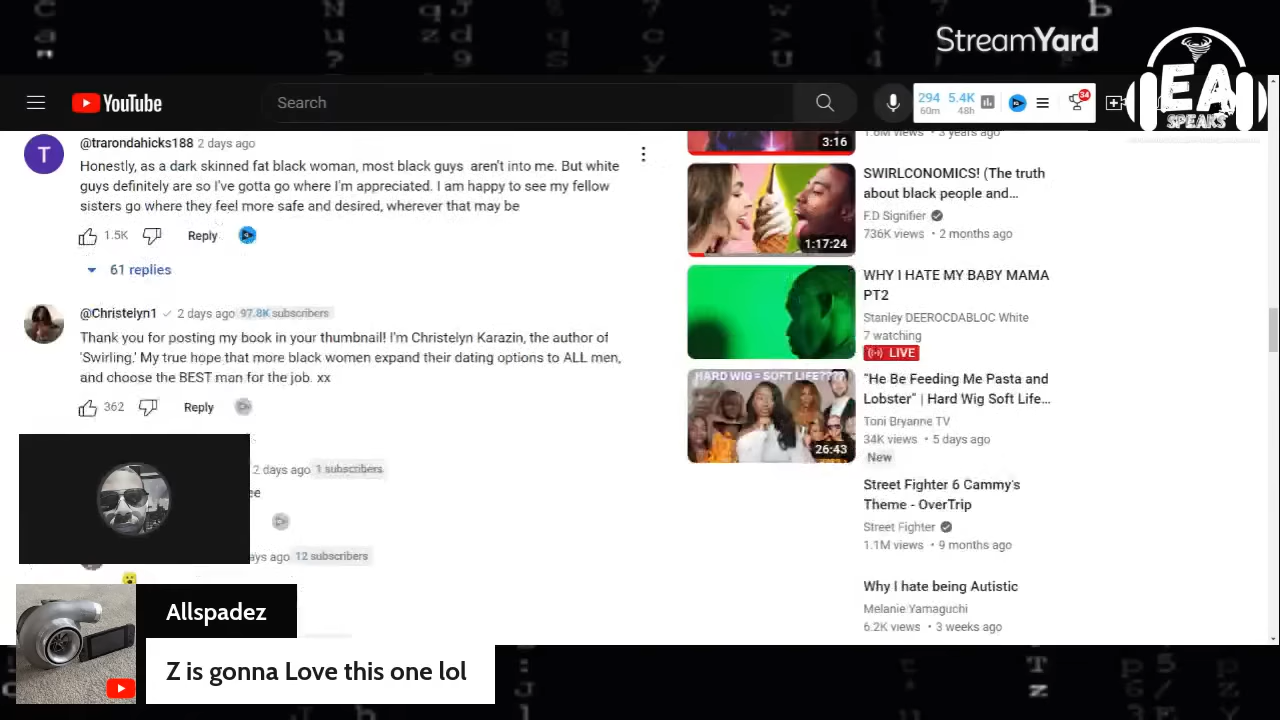 StreamYard
EA
SPEAKS
YouTube
Search
294 5.4K
60m 48h
34
T
@trarondahicks188 2 days ago
Honestly, as a dark skinned fat black woman, most black guys aren't into me. But white
guys definitely are so I've gotta go where I'm appreciated. I am happy to see my fellow
sisters go where they feel more safe and desired, wherever that may be
1.5K Reply
61 replies
@Christelyn1 2 days ago 97.8K subscribers
Thank you for posting my book in your thumbnail! I'm Christelyn Karazin, the author of
'Swirling.' My true hope that more black women expand their dating options to ALL men,
and choose the BEST man for the job. xx
362 Reply
2 days ago 1 subscribers
ee
ays ago 12 subscribers
3:16
1.6M views • 3 years ago
1:17:24
SWIRLCONOMICS! (The truth
about black people and...
F.D Signifier
736K views • 2 months ago
WHY I HATE MY BABY MAMA
PT2
Stanley DEEROCDABLOC White
7 watching
LIVE
HARD WIG = SOFT LIFE????
26:43
"He Be Feeding Me Pasta and
Lobster" | Hard Wig Soft Life...
Toni Bryanne TV
34K views • 5 days ago
New
Street Fighter 6 Cammy's
Theme - OverTrip
Street Fighter
1.1M views • 9 months ago
Why I hate being Autistic
Melanie Yamaguchi
6.2K views • 3 weeks ago
Allspadez
Z is gonna Love this one lol